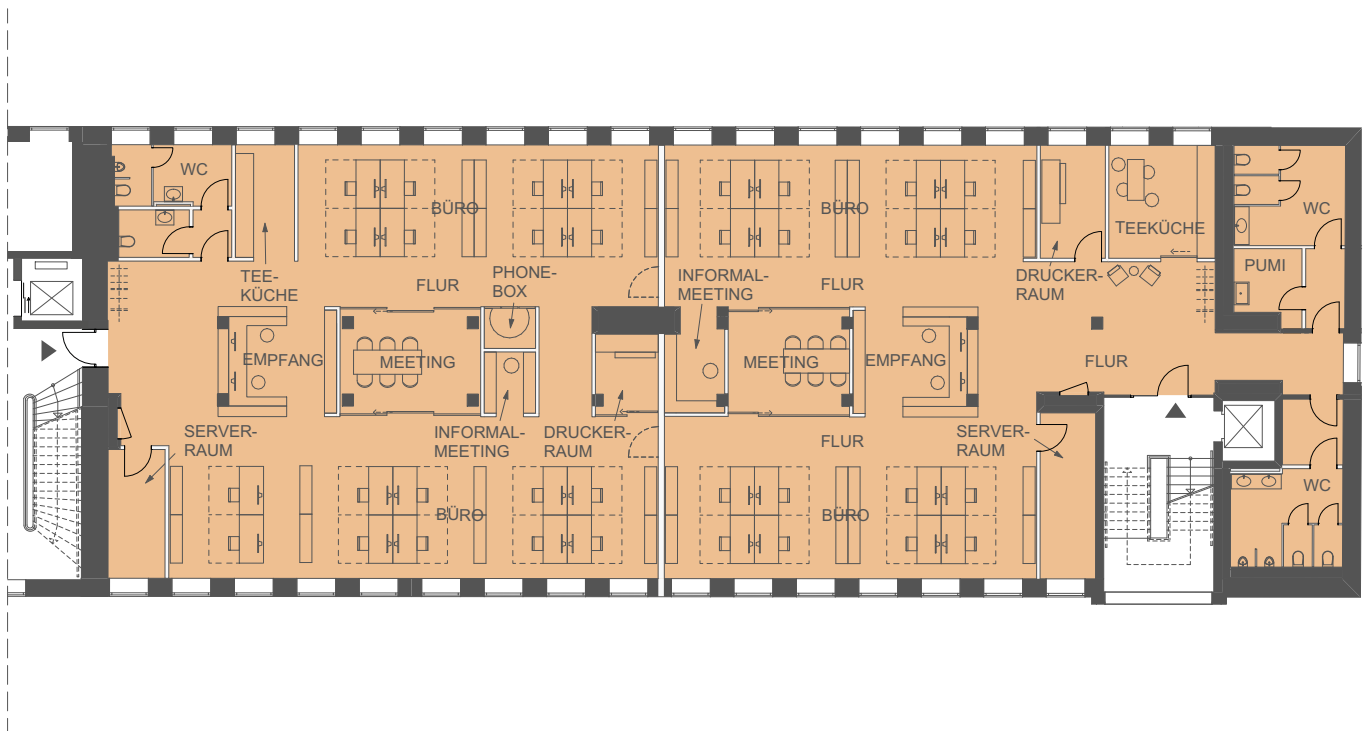 WC
BÜRO
TEE-
KÜCHE
FLUR
PHONE-
BOX
EMPFANG
MEETING
SERVER-
RAUM
INFORMAL-
MEETING
DRUCKER-
RAUM
BÜRO
BÜRO
INFORMAL-
MEETING
FLUR
DRUCKER-
RAUM
TEEKÜCHE
WC
PUMI
MEETING
EMPFANG
FLUR
FLUR
SERVER-
RAUM
BÜRO
WC